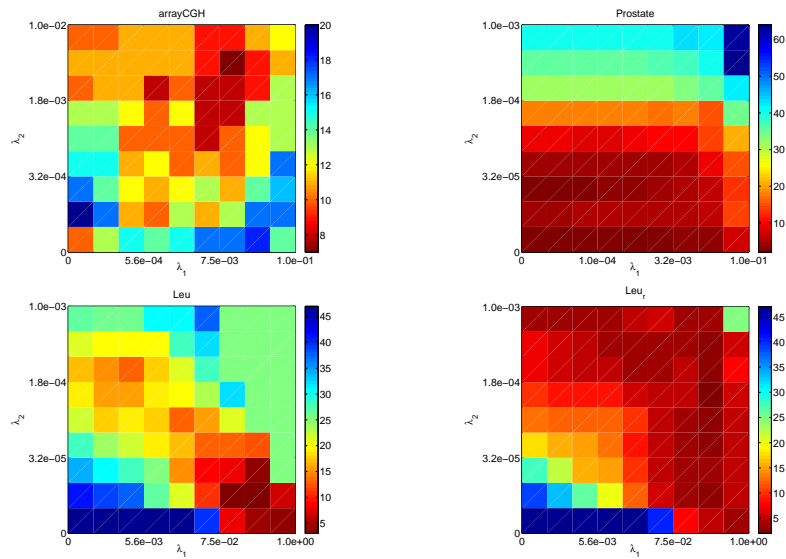 arrayCGH
1.0e-02
1.8e-03
3.2e-04
0
λ2
0
5.6e-04
7.5e-03
1.0e-01
λ1
20
18
16
14
12
10
8
Prostate
1.0e-03
1.8e-04
3.2e-05
0
λ2
0
1.0e-04
3.2e-03
1.0e-01
λ1
60
50
40
30
20
10
Leu
1.0e-03
1.8e-04
3.2e-05
0
λ2
0
5.6e-03
7.5e-02
1.0e+00
λ1
45
40
35
30
25
20
15
10
5
Leur
1.0e-03
1.8e-04
3.2e-05
0
λ2
0
5.6e-03
7.5e-02
1.0e+00
λ1
45
40
35
30
25
20
15
10
5